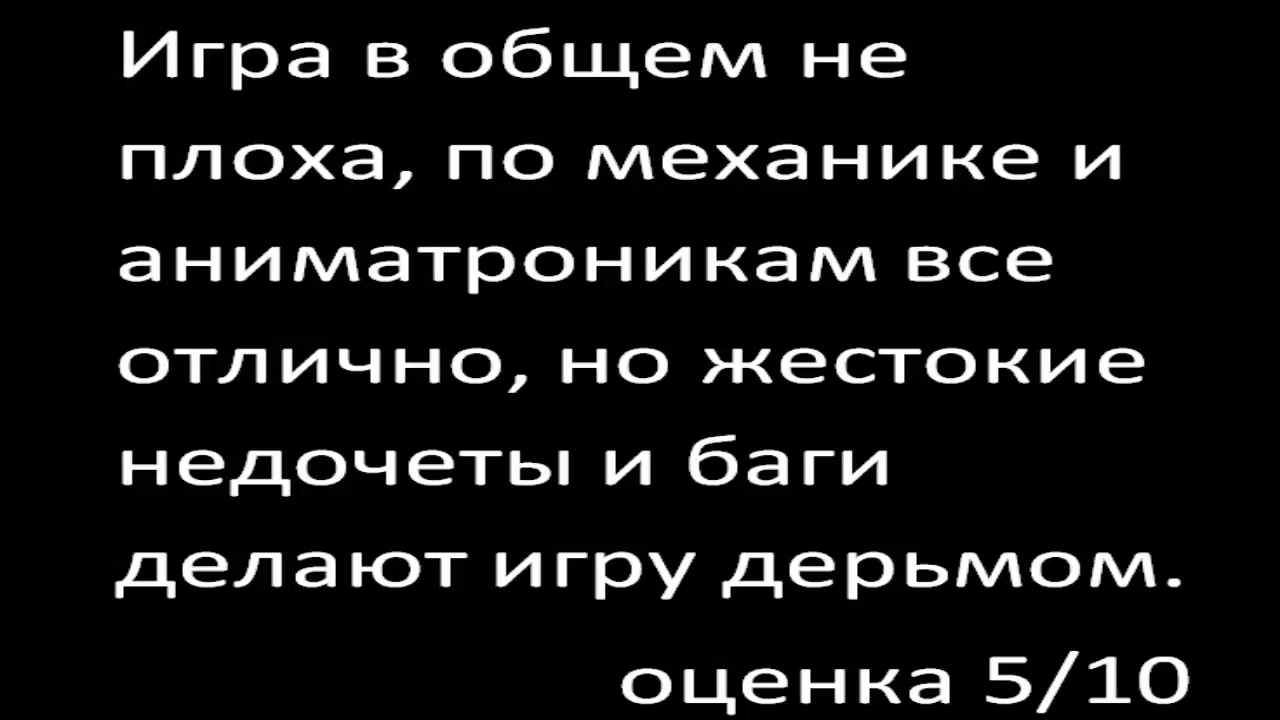 Игра в общем не
плоха, по механике и
аниматроникам все
отлично, но жестокие
недочеты и баги
делают игру дерьмом.
оценка 5/10